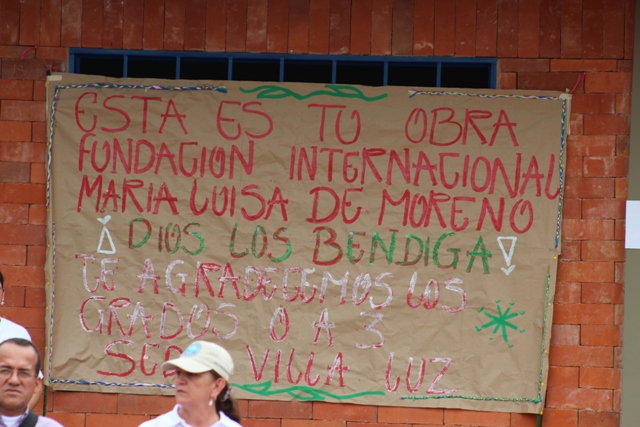 ESTA ES TU OBRA
FUNDACION INTERNACIONAL
MARIA LUISA DE MORENO
¡DIOS LOS BENDIGA!
TE AGRADECEMOS LOS
GRADOS 0 A 3
VILLA LUZ